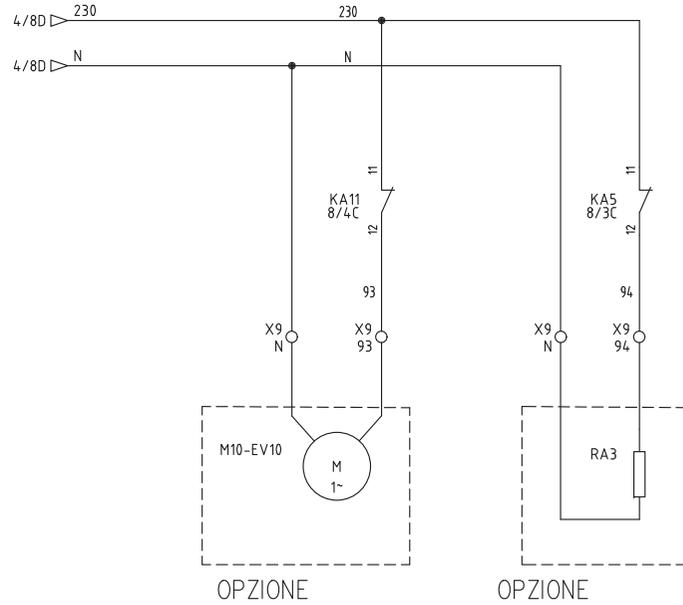 4/8D 230 230
4/8D N N
11 11
KA11 KA5
8/4C 8/3C
12 12
93 94
X9 X9 X9 X9
N 93 N 94
M10-EV10 M RA3
1~
OPZIONE OPZIONE